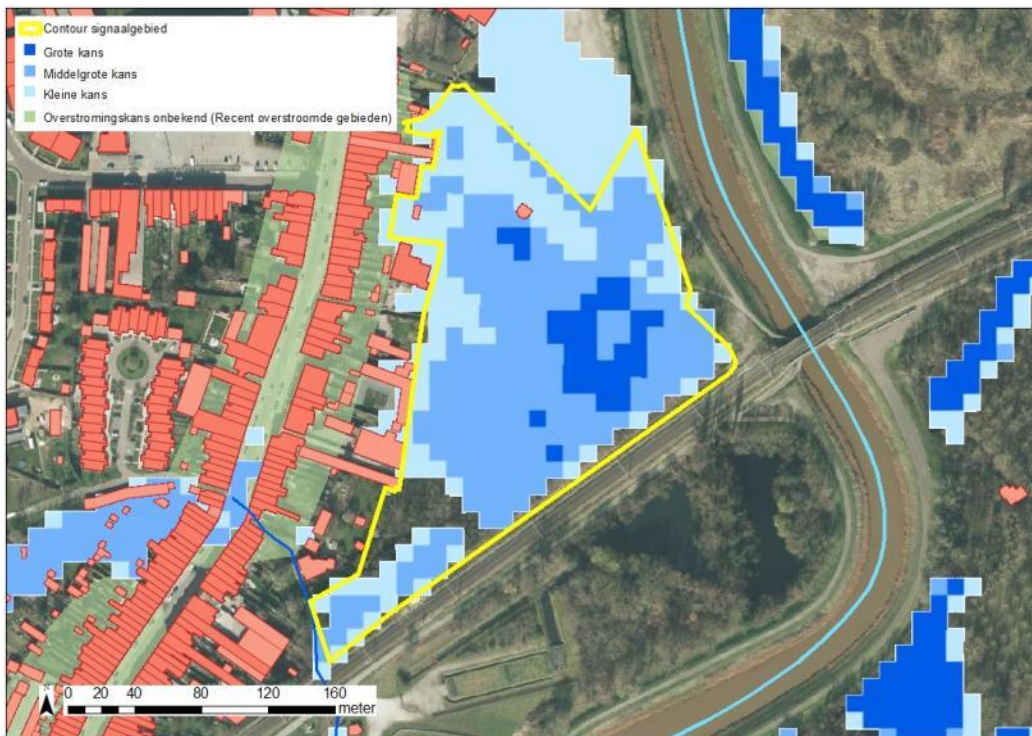 Contour signaalgebied
Grote kans
Middelgrote kans
Kleine kans
Overstromingskans onbekend (Recent overstroomde gebieden)
N
0 20 40 80 120 160
meter